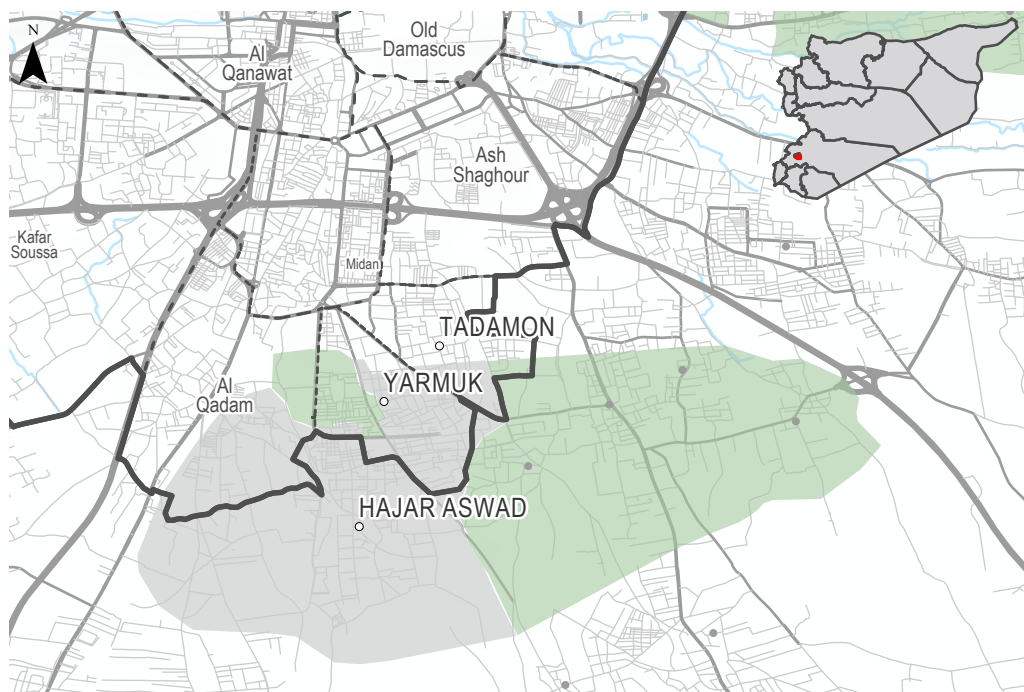 N
Old
Damascus
Al
Qanawat
Ash
Shaghour
Kafar
Soussa
Midan
TADAMON
YARMUK
Al
Qadam
HAJAR ASWAD